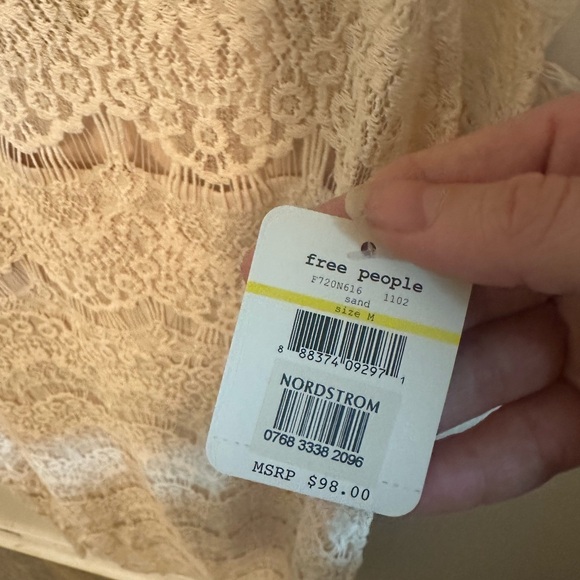 free people
F720N616 1102
sand
size M
8 88374 09297 1
NORDSTROM
0768 3338 2096
MSRP $98.00